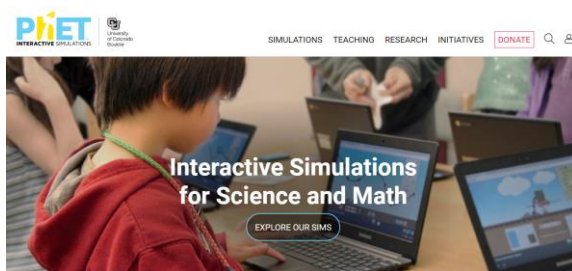 PhET
INTERACTIVE SIMULATIONS
University
of Colorado
Boulder
SIMULATIONS TEACHING RESEARCH INITIATIVES DONATE
Interactive Simulations
for Science and Math
EXPLORE OUR SIMS